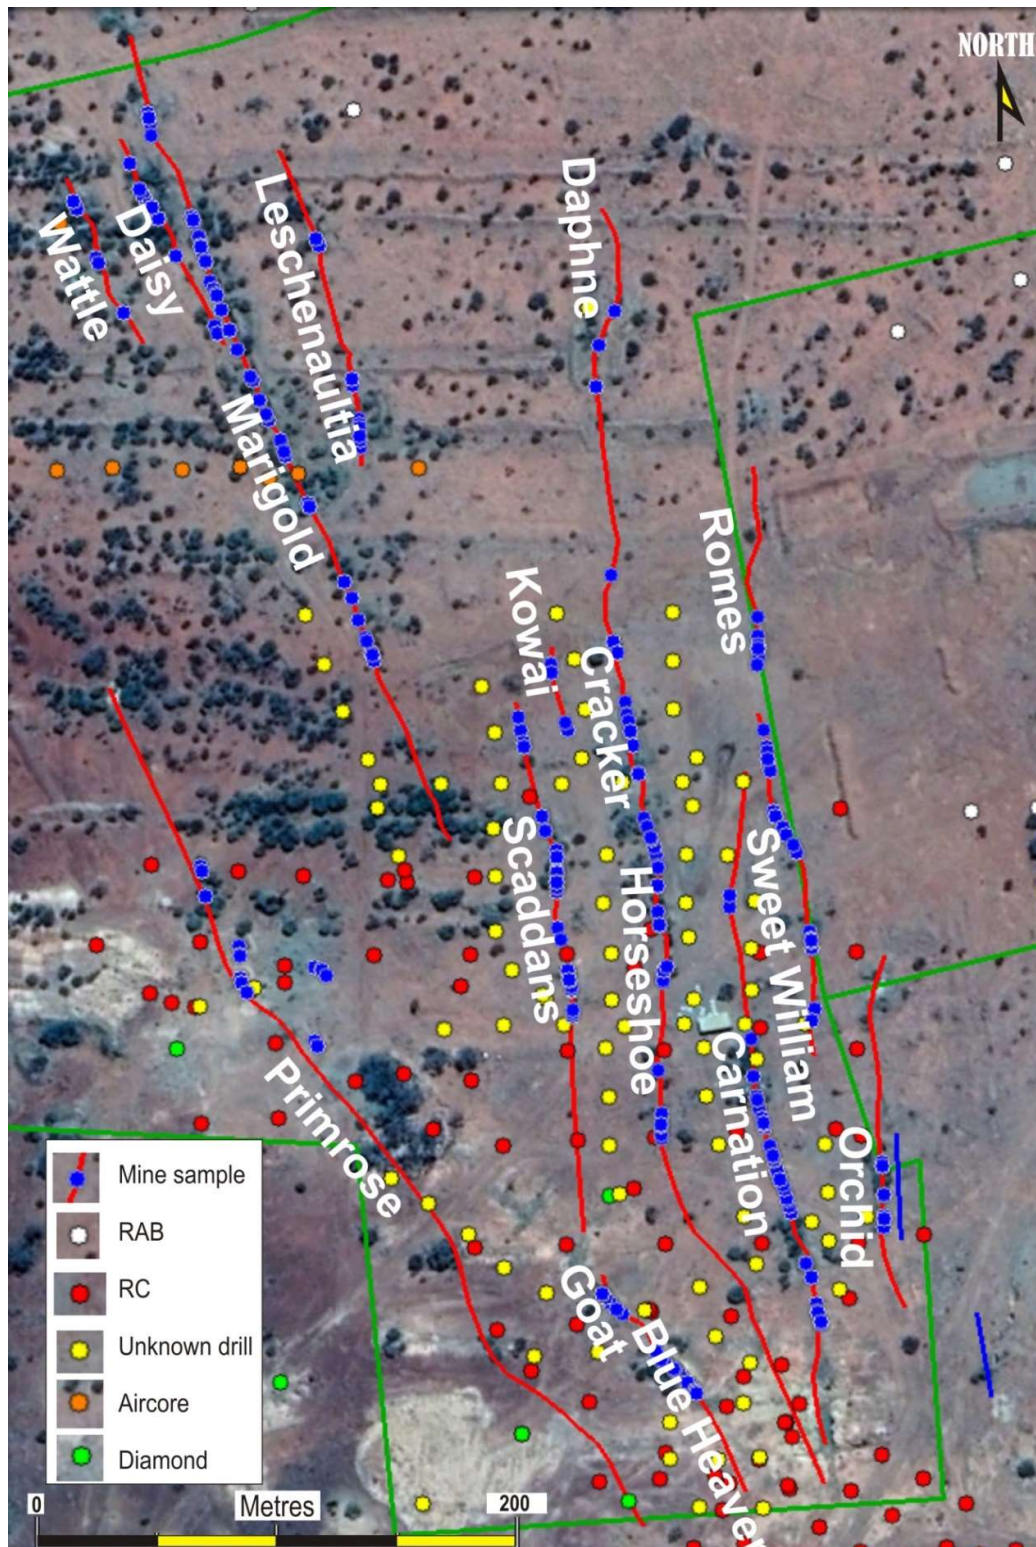 NORTH
Daphne
Leschenaultia
Daisy
Wattle
Marigold
Romes
Kowai
Cracker
Scaddans
Horseshoe
Sweet William
Carnation
Primrose
Orchid
Goat
Blue Heaven
Mine sample
RAB
RC
Unknown drill
Aircore
Diamond
0 Metres 200